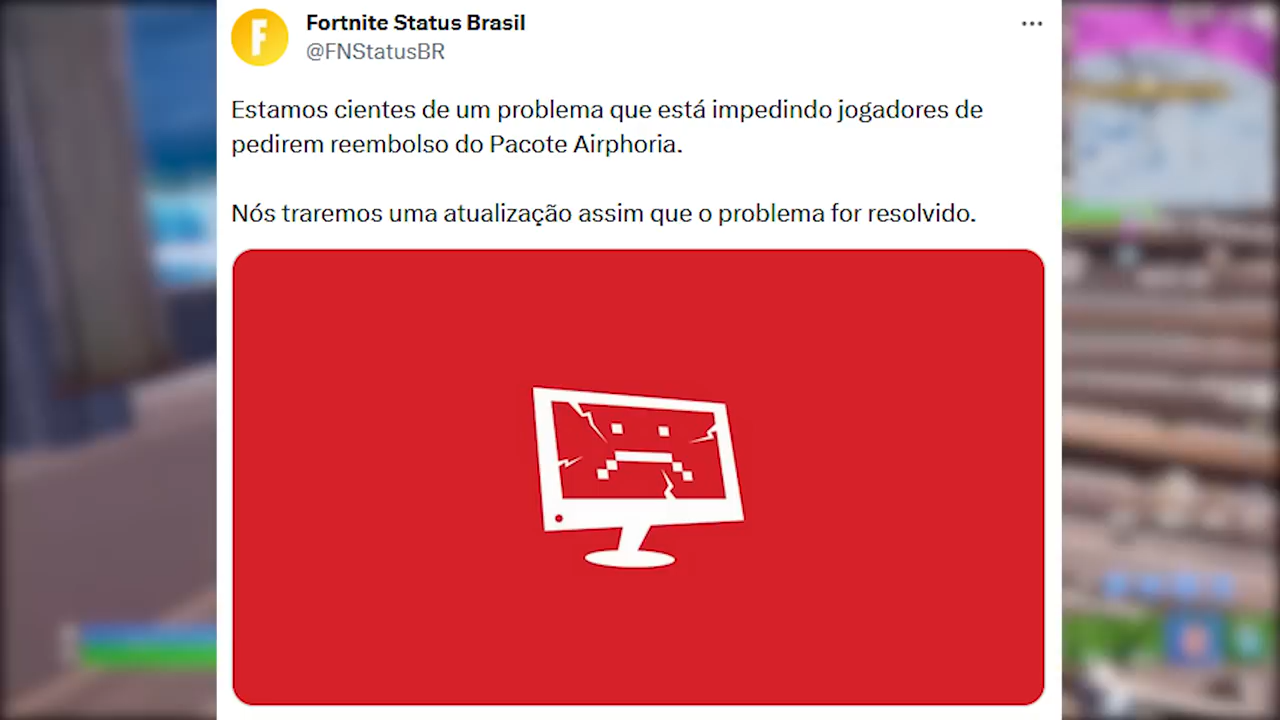 Fortnite Status Brasil
@FNStatusBR
Estamos cientes de um problema que está impedindo jogadores de
pedirem reembolso do Pacote Airphoria.
Nós traremos uma atualização assim que o problema for resolvido.